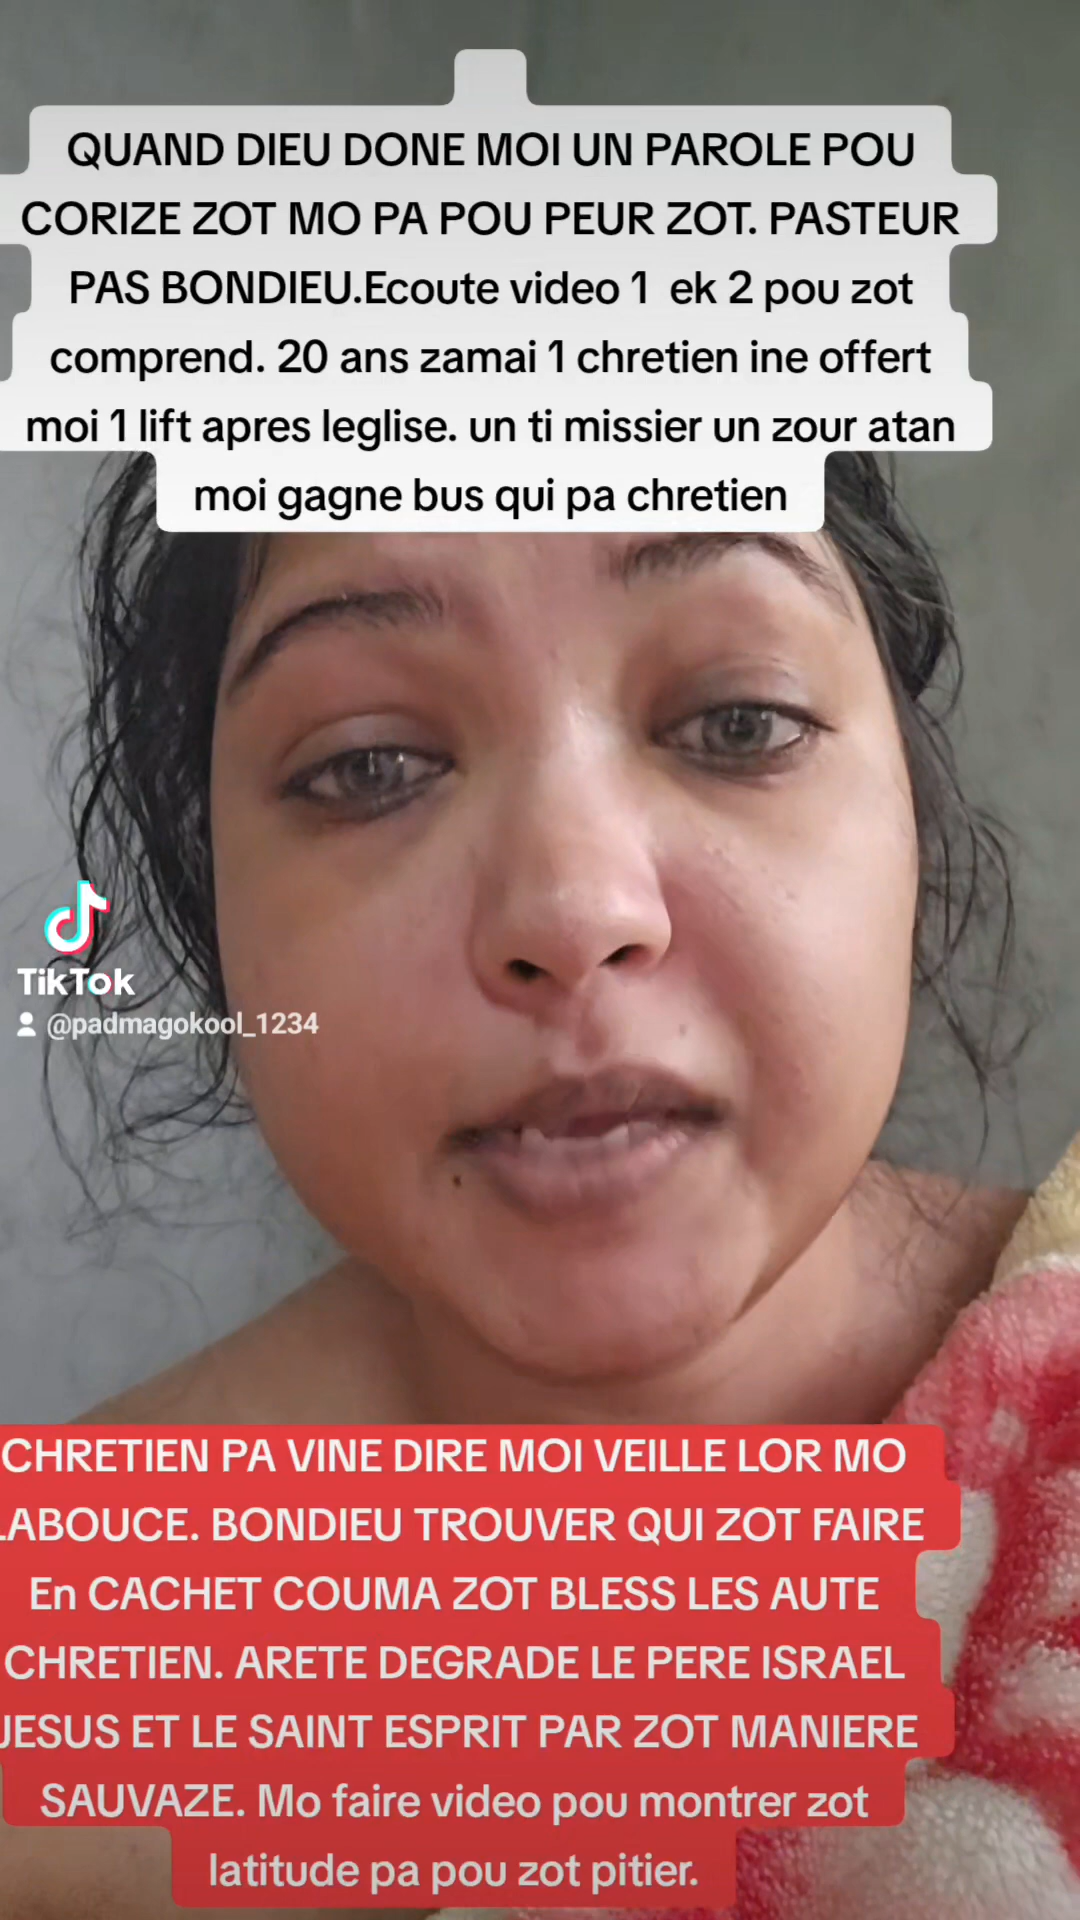 QUAND DIEU DONE MOI UN PAROLE POU
CORIZE ZOT MO PA POU PEUR ZOT. PASTEUR
PAS BONDIEU.Ecoute video 1 ek 2 pou zot
comprend. 20 ans zamai 1 chretien ine offert
moi 1 lift apres leglise. un ti missier un zour atan
moi gagne bus qui pa chretien
TikTok
@padmagokool_1234
CHRETIEN PA VINE DIRE MOI VEILLE LOR MO
LABOUCE. BONDIEU TROUVER QUI ZOT FAIRE
En CACHET COUMA ZOT BLESS LES AUTE
CHRETIEN. ARETE DEGRADE LE PERE ISRAEL
JESUS ET LE SAINT ESPRIT PAR ZOT MANIERE
SAUVAZE. Mo faire video pou montrer zot
latitude pa pou zot pitier.